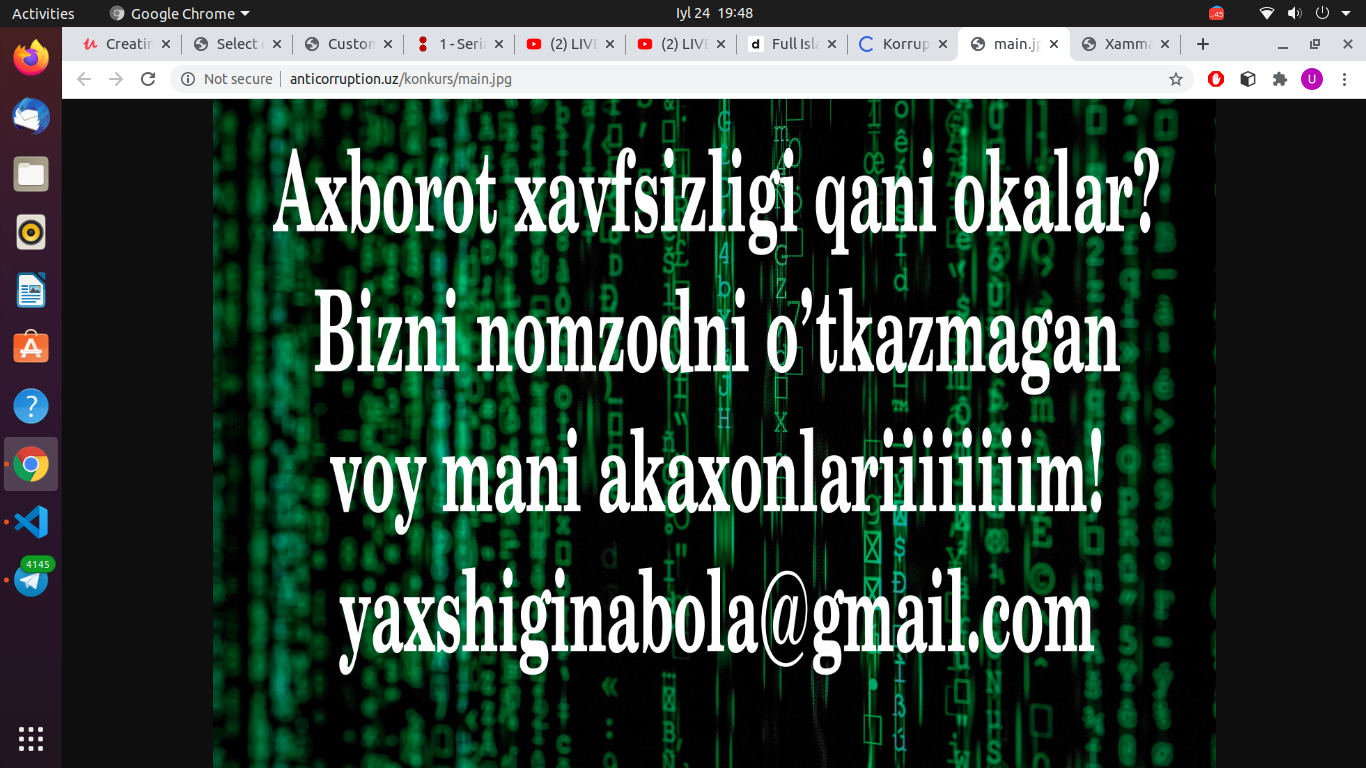 Activities
Google Chrome
Iyl 24 19:48
Creatin
Select
Custon
1 - Seria
(2) LIVE
(2) LIVE
Full Isla
Korrup
main.jp
Xamma
Not secure
anticorruption.uz/konkurs/main.jpg
U
Axborot xavfsizligi qani okalar?
Bizni nomzodni o’tkazmagan
voy mani akaxonlariiiiiiiim!
yaxshiginabola@gmail.com
4145